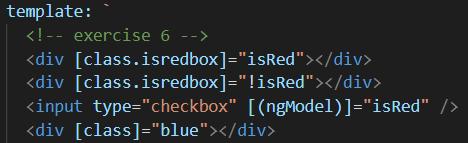 template: `
<!-- exercise 6 -->
<div [class.isredbox]="isRed"></div>
<div [class.isredbox]="!isRed"></div>
<input type="checkbox" [(ngModel)]="isRed" />
<div [class]="blue"></div>